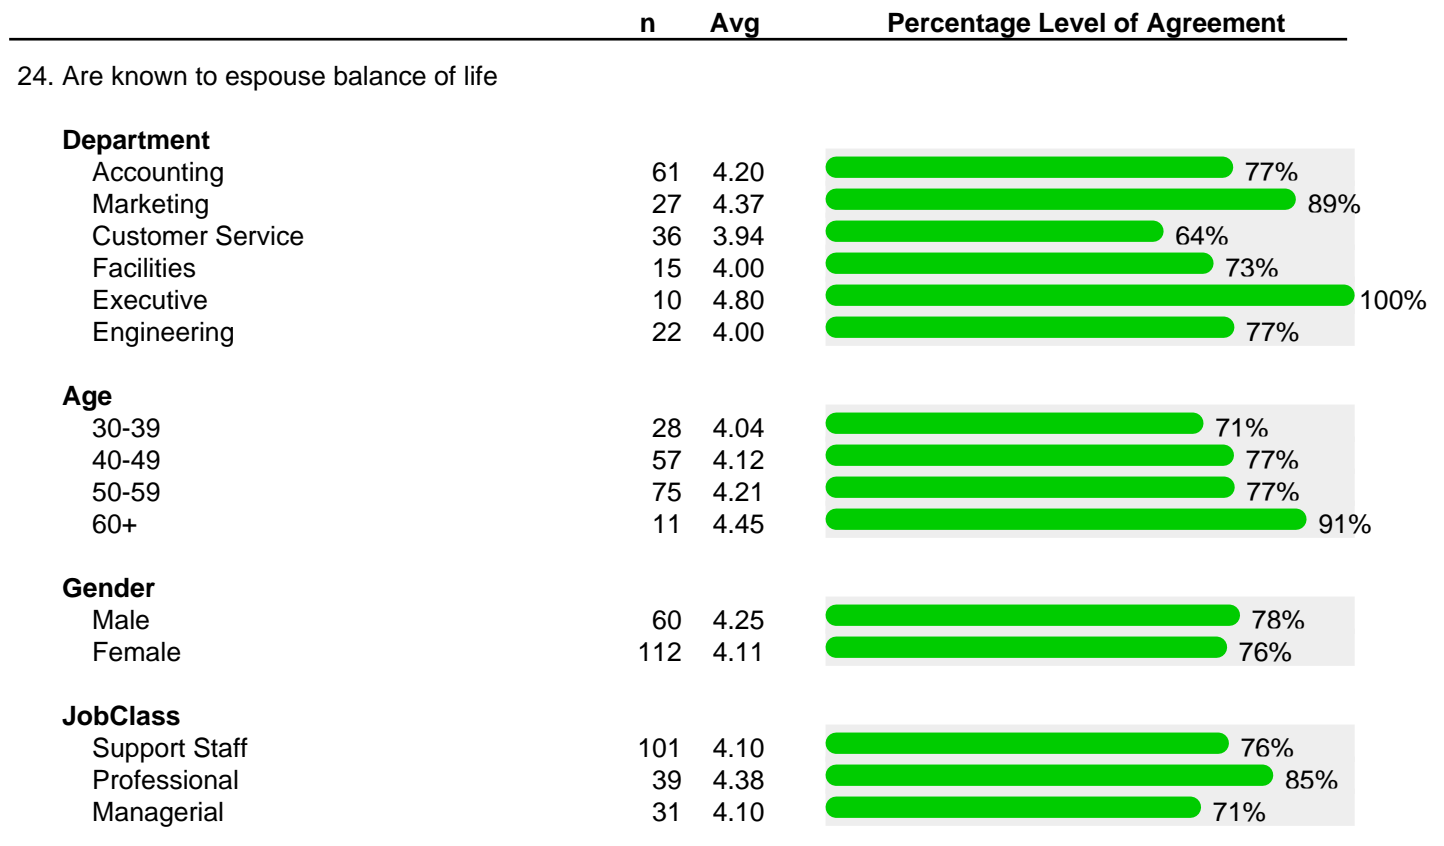 n Avg Percentage Level of Agreement
24. Are known to espouse balance of life
Department
Accounting 61 4.20 77%
Marketing 27 4.37 89%
Customer Service 36 3.94 64%
Facilities 15 4.00 73%
Executive 10 4.80 100%
Engineering 22 4.00 77%
Age
30-39 28 4.04 71%
40-49 57 4.12 77%
50-59 75 4.21 77%
60+ 11 4.45 91%
Gender
Male 60 4.25 78%
Female 112 4.11 76%
JobClass
Support Staff 101 4.10 76%
Professional 39 4.38 85%
Managerial 31 4.10 71%